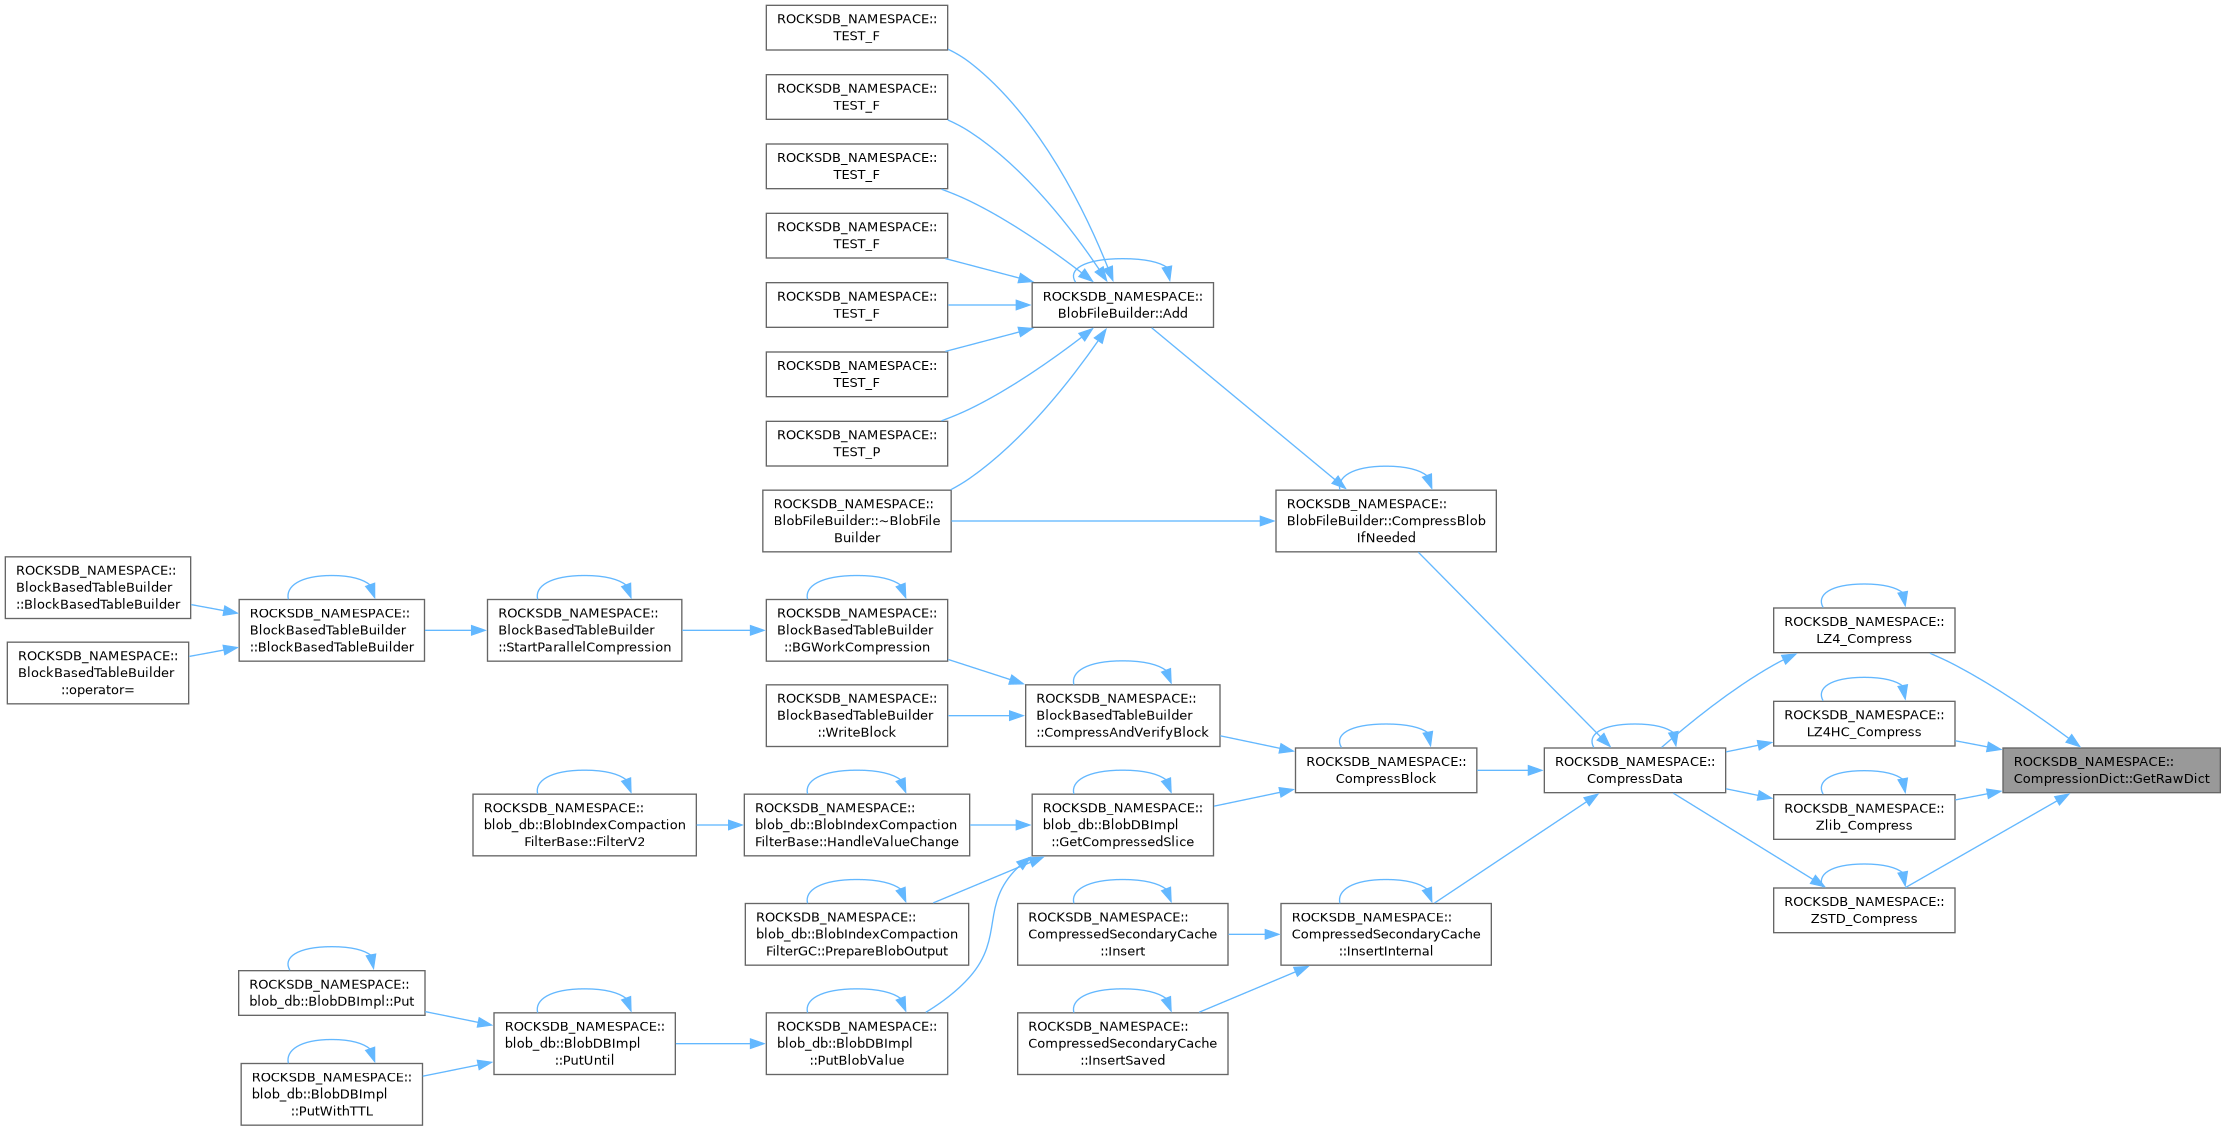 ROCKSDB_NAMESPACE::
TEST_F
ROCKSDB_NAMESPACE::
TEST_F
ROCKSDB_NAMESPACE::
TEST_F
ROCKSDB_NAMESPACE::
TEST_F
ROCKSDB_NAMESPACE::
TEST_F
ROCKSDB_NAMESPACE::
TEST_F
ROCKSDB_NAMESPACE::
TEST_P
ROCKSDB_NAMESPACE::
BlobFileBuilder::~BlobFile
Builder
ROCKSDB_NAMESPACE::
BlobFileBuilder::Add
ROCKSDB_NAMESPACE::
BlobFileBuilder::CompressBlob
IfNeeded
ROCKSDB_NAMESPACE::
BlockBasedTableBuilder
::BlockBasedTableBuilder
ROCKSDB_NAMESPACE::
BlockBasedTableBuilder
::operator=
ROCKSDB_NAMESPACE::
BlockBasedTableBuilder
::BlockBasedTableBuilder
ROCKSDB_NAMESPACE::
BlockBasedTableBuilder
::StartParallelCompression
ROCKSDB_NAMESPACE::
BlockBasedTableBuilder
::BGWorkCompression
ROCKSDB_NAMESPACE::
BlockBasedTableBuilder
::WriteBlock
ROCKSDB_NAMESPACE::
BlockBasedTableBuilder
::CompressAndVerifyBlock
ROCKSDB_NAMESPACE::
CompressBlock
ROCKSDB_NAMESPACE::
CompressData
ROCKSDB_NAMESPACE::
LZ4_Compress
ROCKSDB_NAMESPACE::
LZ4HC_Compress
ROCKSDB_NAMESPACE::
Zlib_Compress
ROCKSDB_NAMESPACE::
ZSTD_Compress
ROCKSDB_NAMESPACE::
CompressionDict::GetRawDict
ROCKSDB_NAMESPACE::
blob_db::BlobIndexCompaction
FilterBase::FilterV2
ROCKSDB_NAMESPACE::
blob_db::BlobIndexCompaction
FilterBase::HandleValueChange
ROCKSDB_NAMESPACE::
blob_db::BlobDBImpl
::GetCompressedSlice
ROCKSDB_NAMESPACE::
blob_db::BlobIndexCompaction
FilterGC::PrepareBlobOutput
ROCKSDB_NAMESPACE::
CompressedSecondaryCache
::Insert
ROCKSDB_NAMESPACE::
CompressedSecondaryCache
::InsertInternal
ROCKSDB_NAMESPACE::
blob_db::BlobDBImpl::Put
ROCKSDB_NAMESPACE::
blob_db::BlobDBImpl
::PutWithTTL
ROCKSDB_NAMESPACE::
blob_db::BlobDBImpl
::PutUntil
ROCKSDB_NAMESPACE::
blob_db::BlobDBImpl
::PutBlobValue
ROCKSDB_NAMESPACE::
CompressedSecondaryCache
::InsertSaved